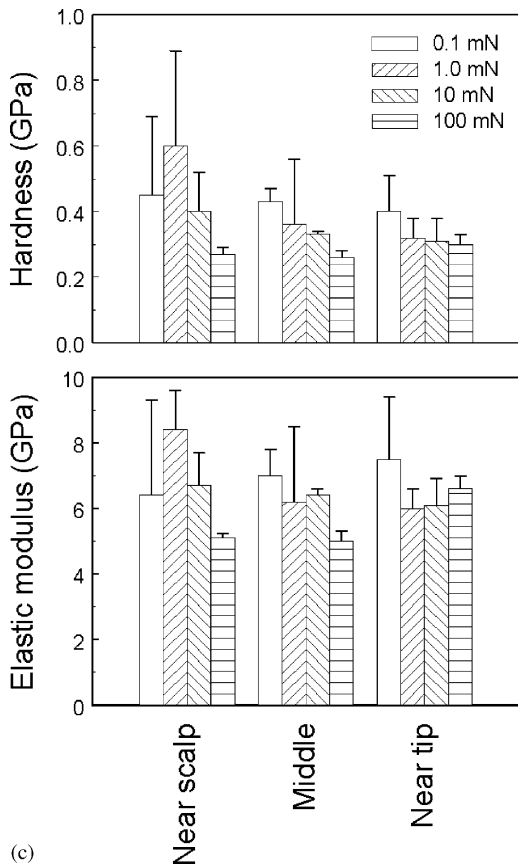 1.0
0.8
0.6
0.4
0.2
0.0
Hardness (GPa)
0.1 mN
1.0 mN
10 mN
100 mN
10
8
6
4
2
0
Elastic modulus (GPa)
Near scalp
Middle
Near tip
(c)